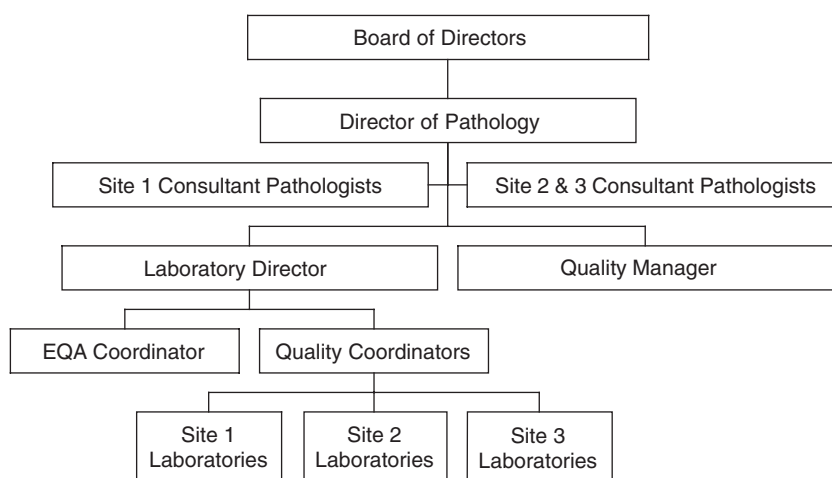 Board of Directors
Director of Pathology
Site 1 Consultant Pathologists
Site 2 & 3 Consultant Pathologists
Laboratory Director
Quality Manager
EQA Coordinator
Quality Coordinators
Site 1
Laboratories
Site 2
Laboratories
Site 3
Laboratories